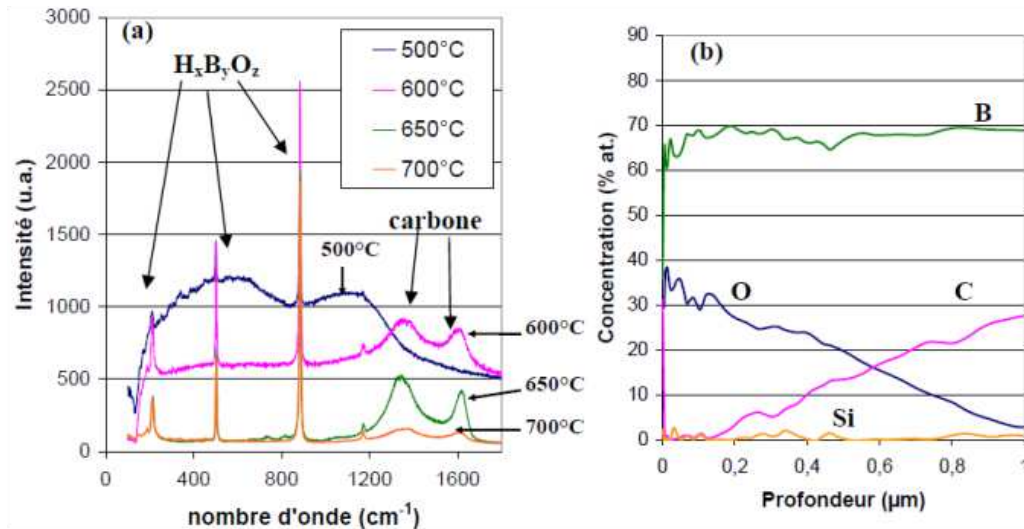 (a)
HxByOz
500°C
600°C
650°C
700°C
carbone
500°C
600°C
650°C
700°C
3000
2500
2000
1500
1000
500
0
Intensité (u.a.)
0
400
800
1200
1600
nombre d'onde (cm-1)
(b)
B
O
C
Si
90
80
70
60
50
40
30
20
10
0
Concentration (% at.)
0
0,2
0,4
0,6
0,8
1
Profondeur (µm)